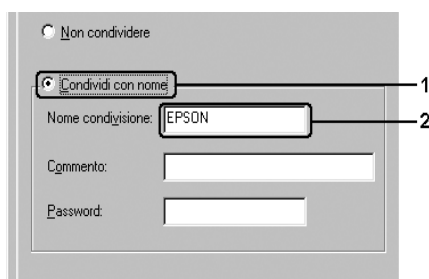 Non condividere
Condividi con nome
1
Nome condivisione: EPSON
2
Commento:
Password: